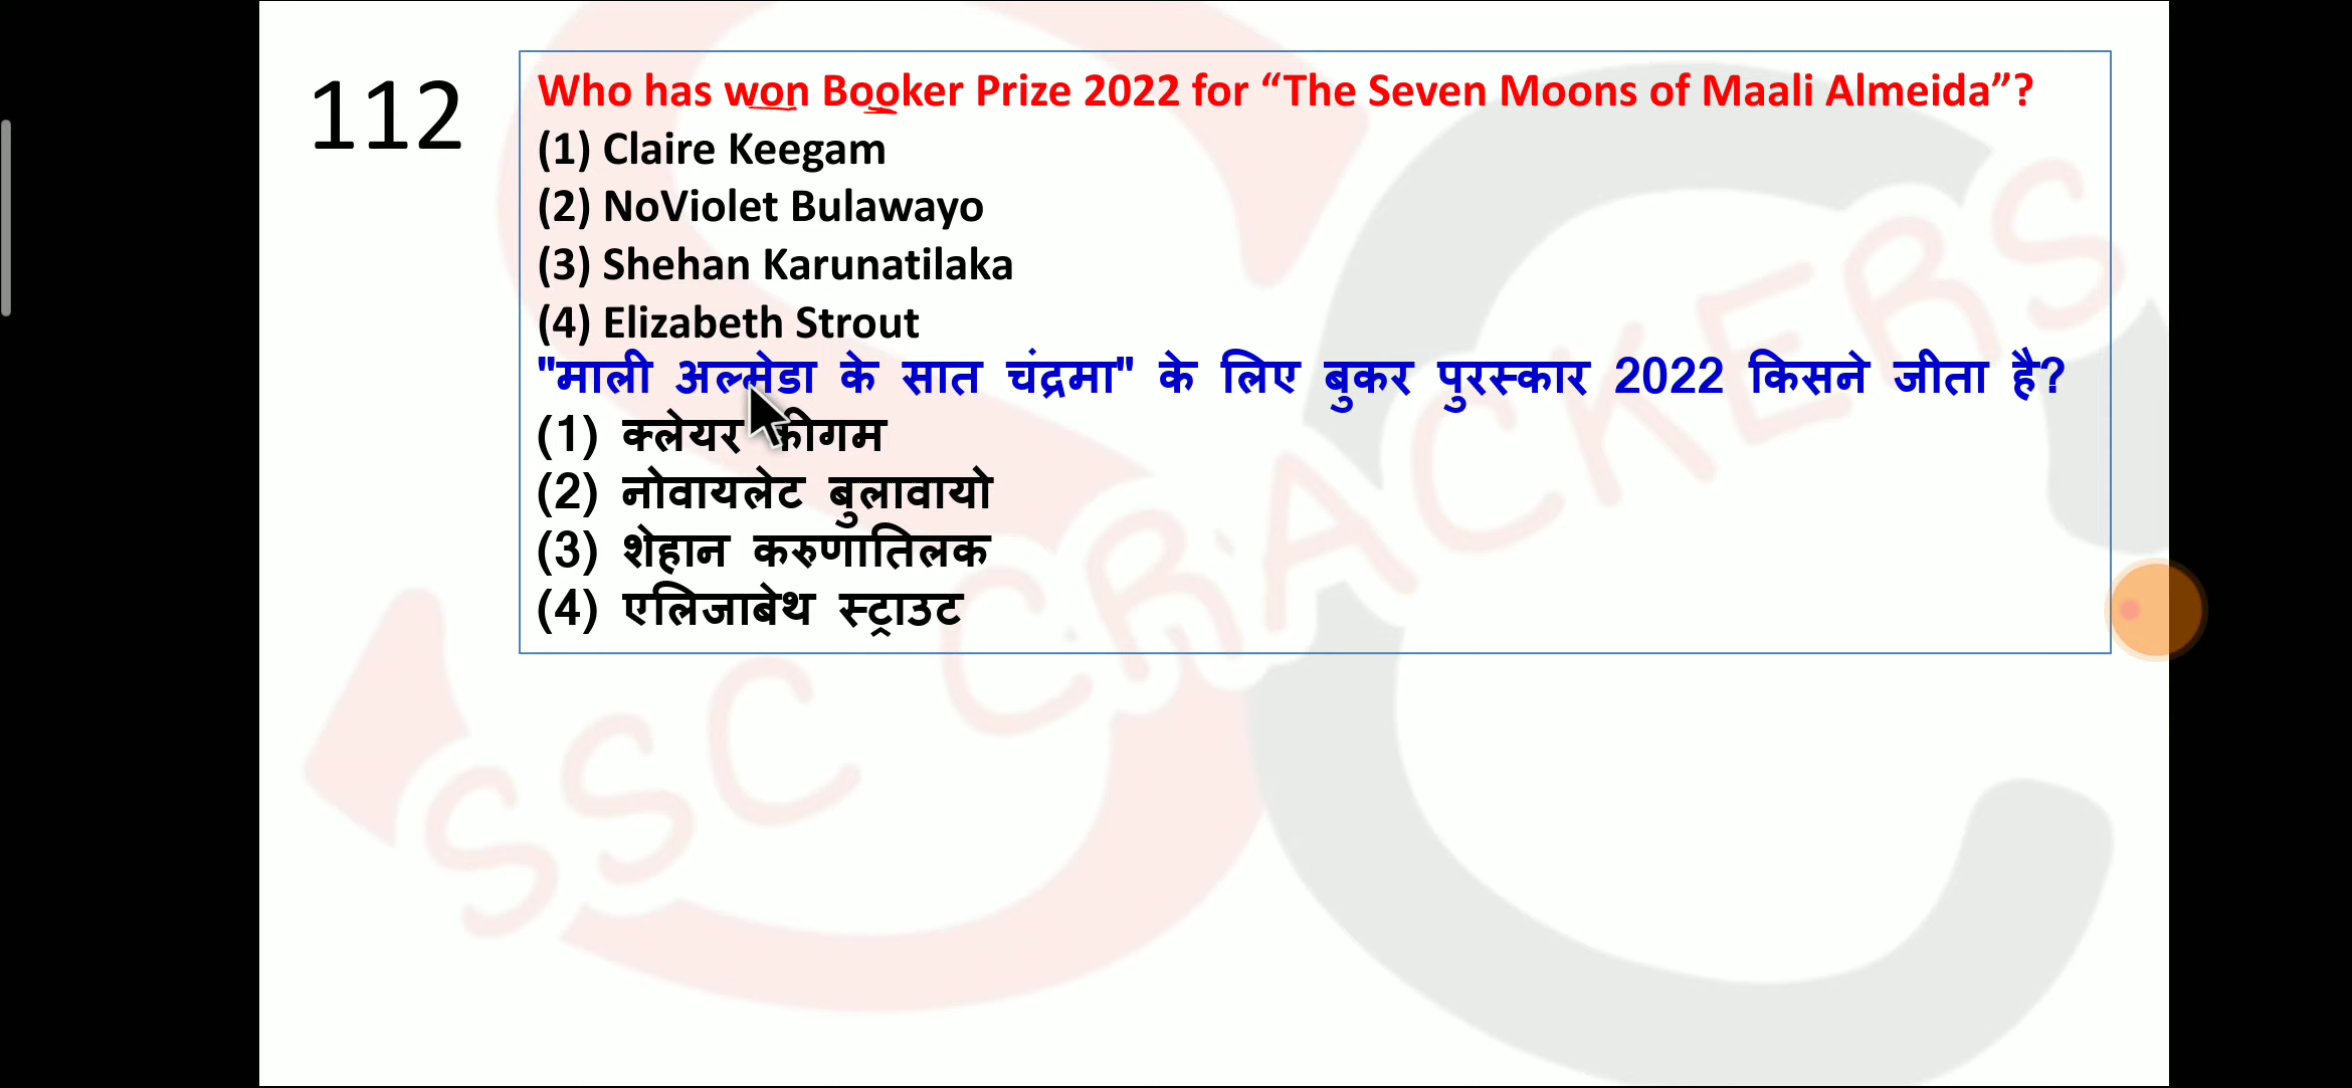 112
Who has won Booker Prize 2022 for “The Seven Moons of Maali Almeida”?
(1) Claire Keegam
(2) NoViolet Bulawayo
(3) Shehan Karunatilaka
(4) Elizabeth Strout
"माली अल्मेडा के सात चंद्रमा" के लिए बुकर पुरस्कार 2022 किसने जीता है?
(1) क्लेयर कीगम
(2) नोवायलेट बुलावायो
(3) शेहान करुणातिलक
(4) एलिजाबेथ स्ट्राउट
SSC CRACKERS